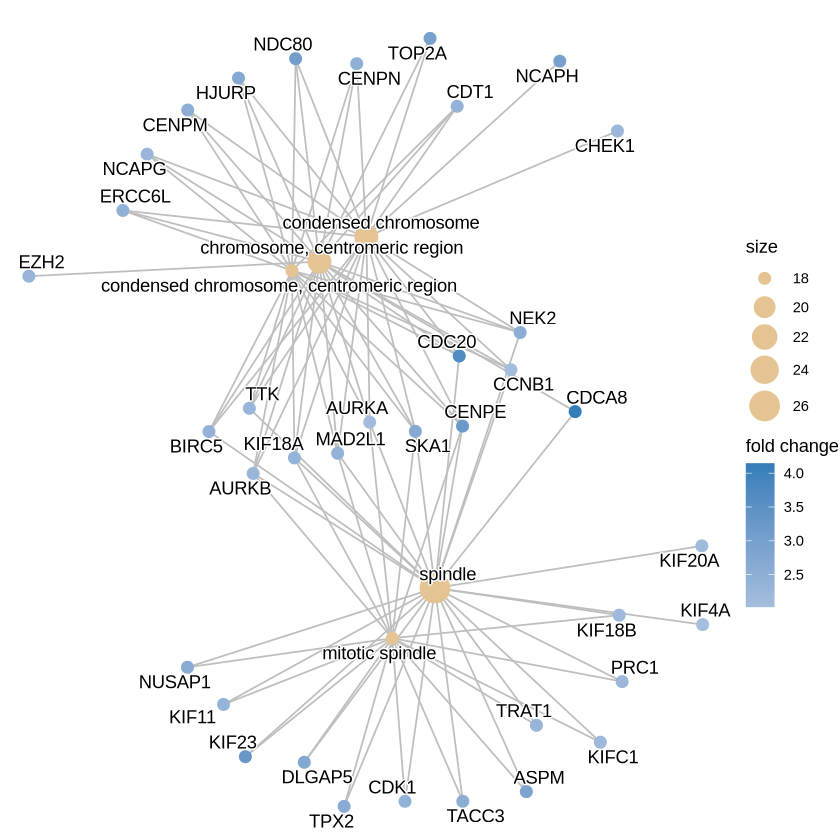 NDC80
TOP2A
CENPN
NCAPH
HJURP
CDT1
CENPM
CHEK1
NCAPG
ERCC6L
condensed chromosome
chromosome, centromeric region
EZH2
condensed chromosome, centromeric region
NEK2
CDC20
CCNB1
CDCA8
TTK
AURKA
CENPE
BIRC5
KIF18A
MAD2L1
SKA1
AURKB
spindle
KIF20A
KIF4A
KIF18B
mitotic spindle
PRC1
NUSAP1
KIF11
TRAT1
KIF23
KIFC1
DLGAP5
CDK1
ASPM
TPX2
TACC3
size
18
20
22
24
26
fold change
4.0
3.5
3.0
2.5